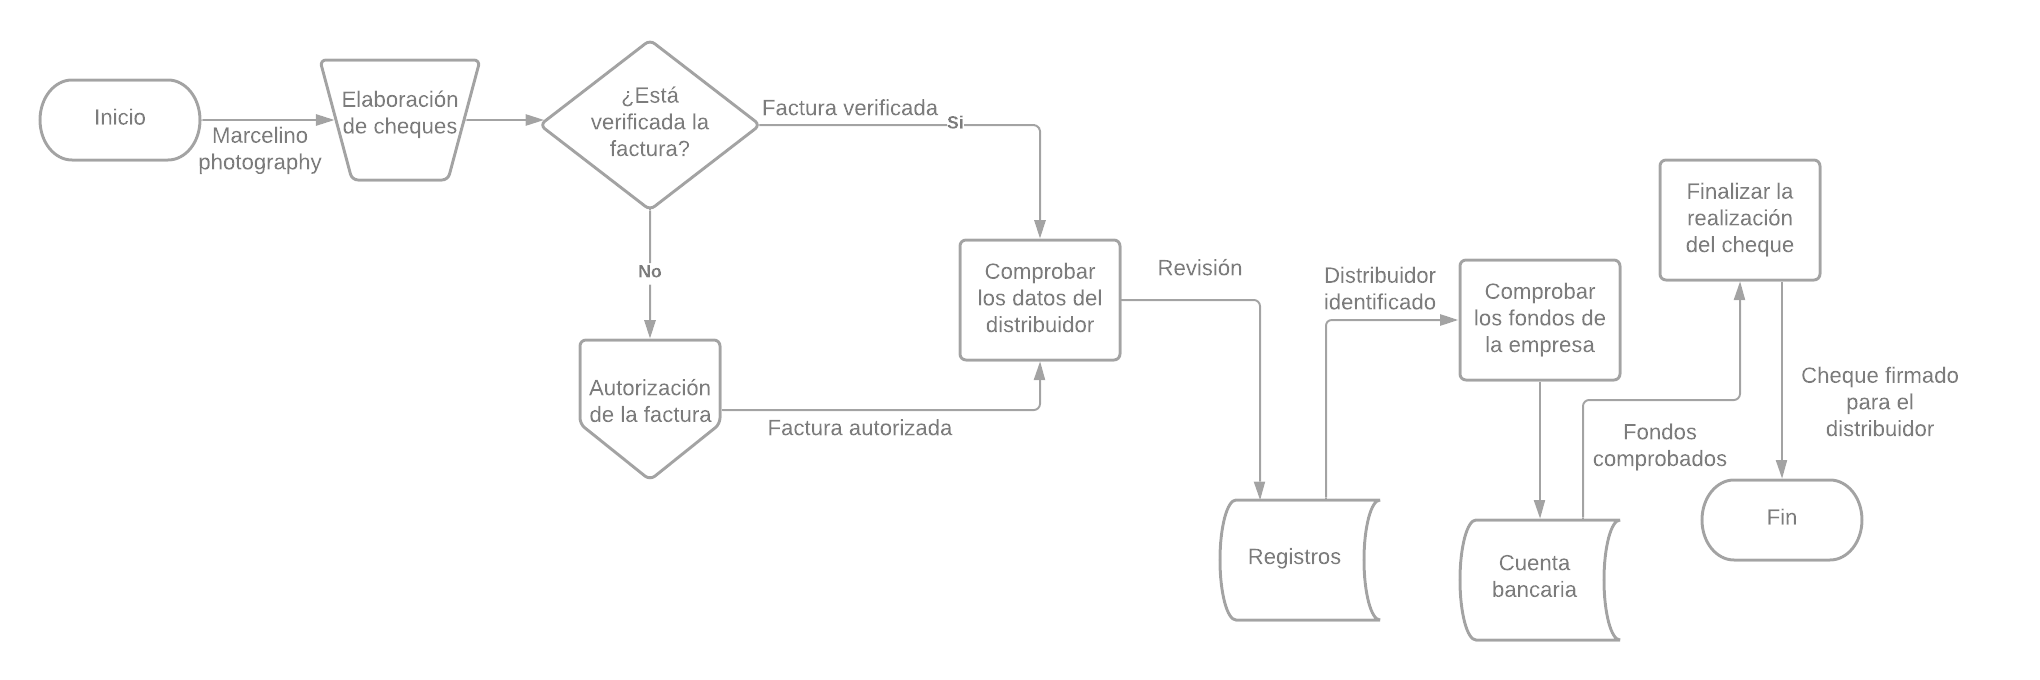 Inicio
Marcelino
photography
Elaboración
de cheques
¿Está
verificada la
factura?
Factura verificada
Si
No
Autorización
de la factura
Factura autorizada
Comprobar
los datos del
distribuidor
Revisión
Registros
Distribuidor
identificado
Comprobar
los fondos de
la empresa
Cuenta
bancaria
Fondos
comprobados
Finalizar la
realización
del cheque
Cheque firmado
para el
distribuidor
Fin